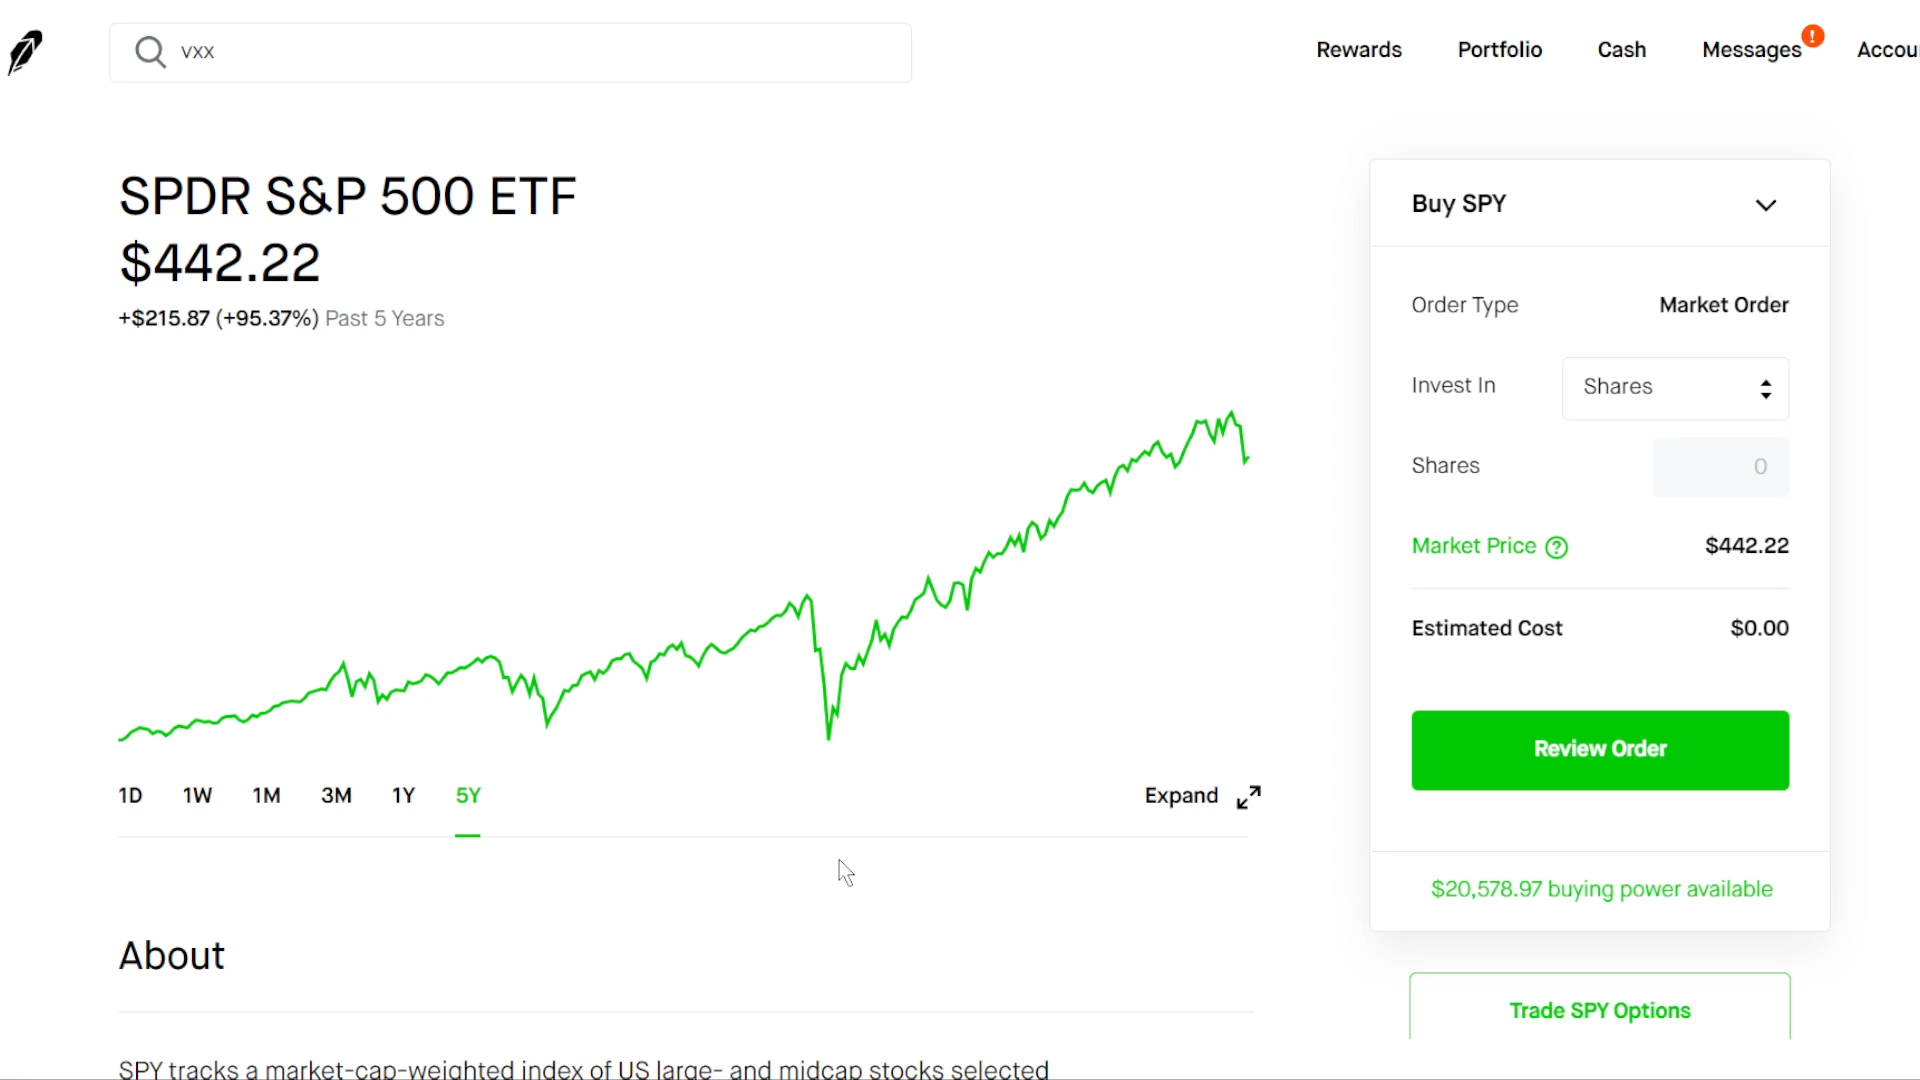 vxx
Rewards Portfolio Cash Messages ! Accou
SPDR S&P 500 ETF
$442.22
+$215.87 (+95.37%) Past 5 Years
1D 1W 1M 3M 1Y 5Y
Expand
About
SPY tracks a market-cap-weighted index of US large- and midcap stocks selected
Buy SPY
Order Type Market Order
Invest In Shares
Shares 0
Market Price ? $442.22
Estimated Cost $0.00
Review Order
$20,578.97 buying power available
Trade SPY Options